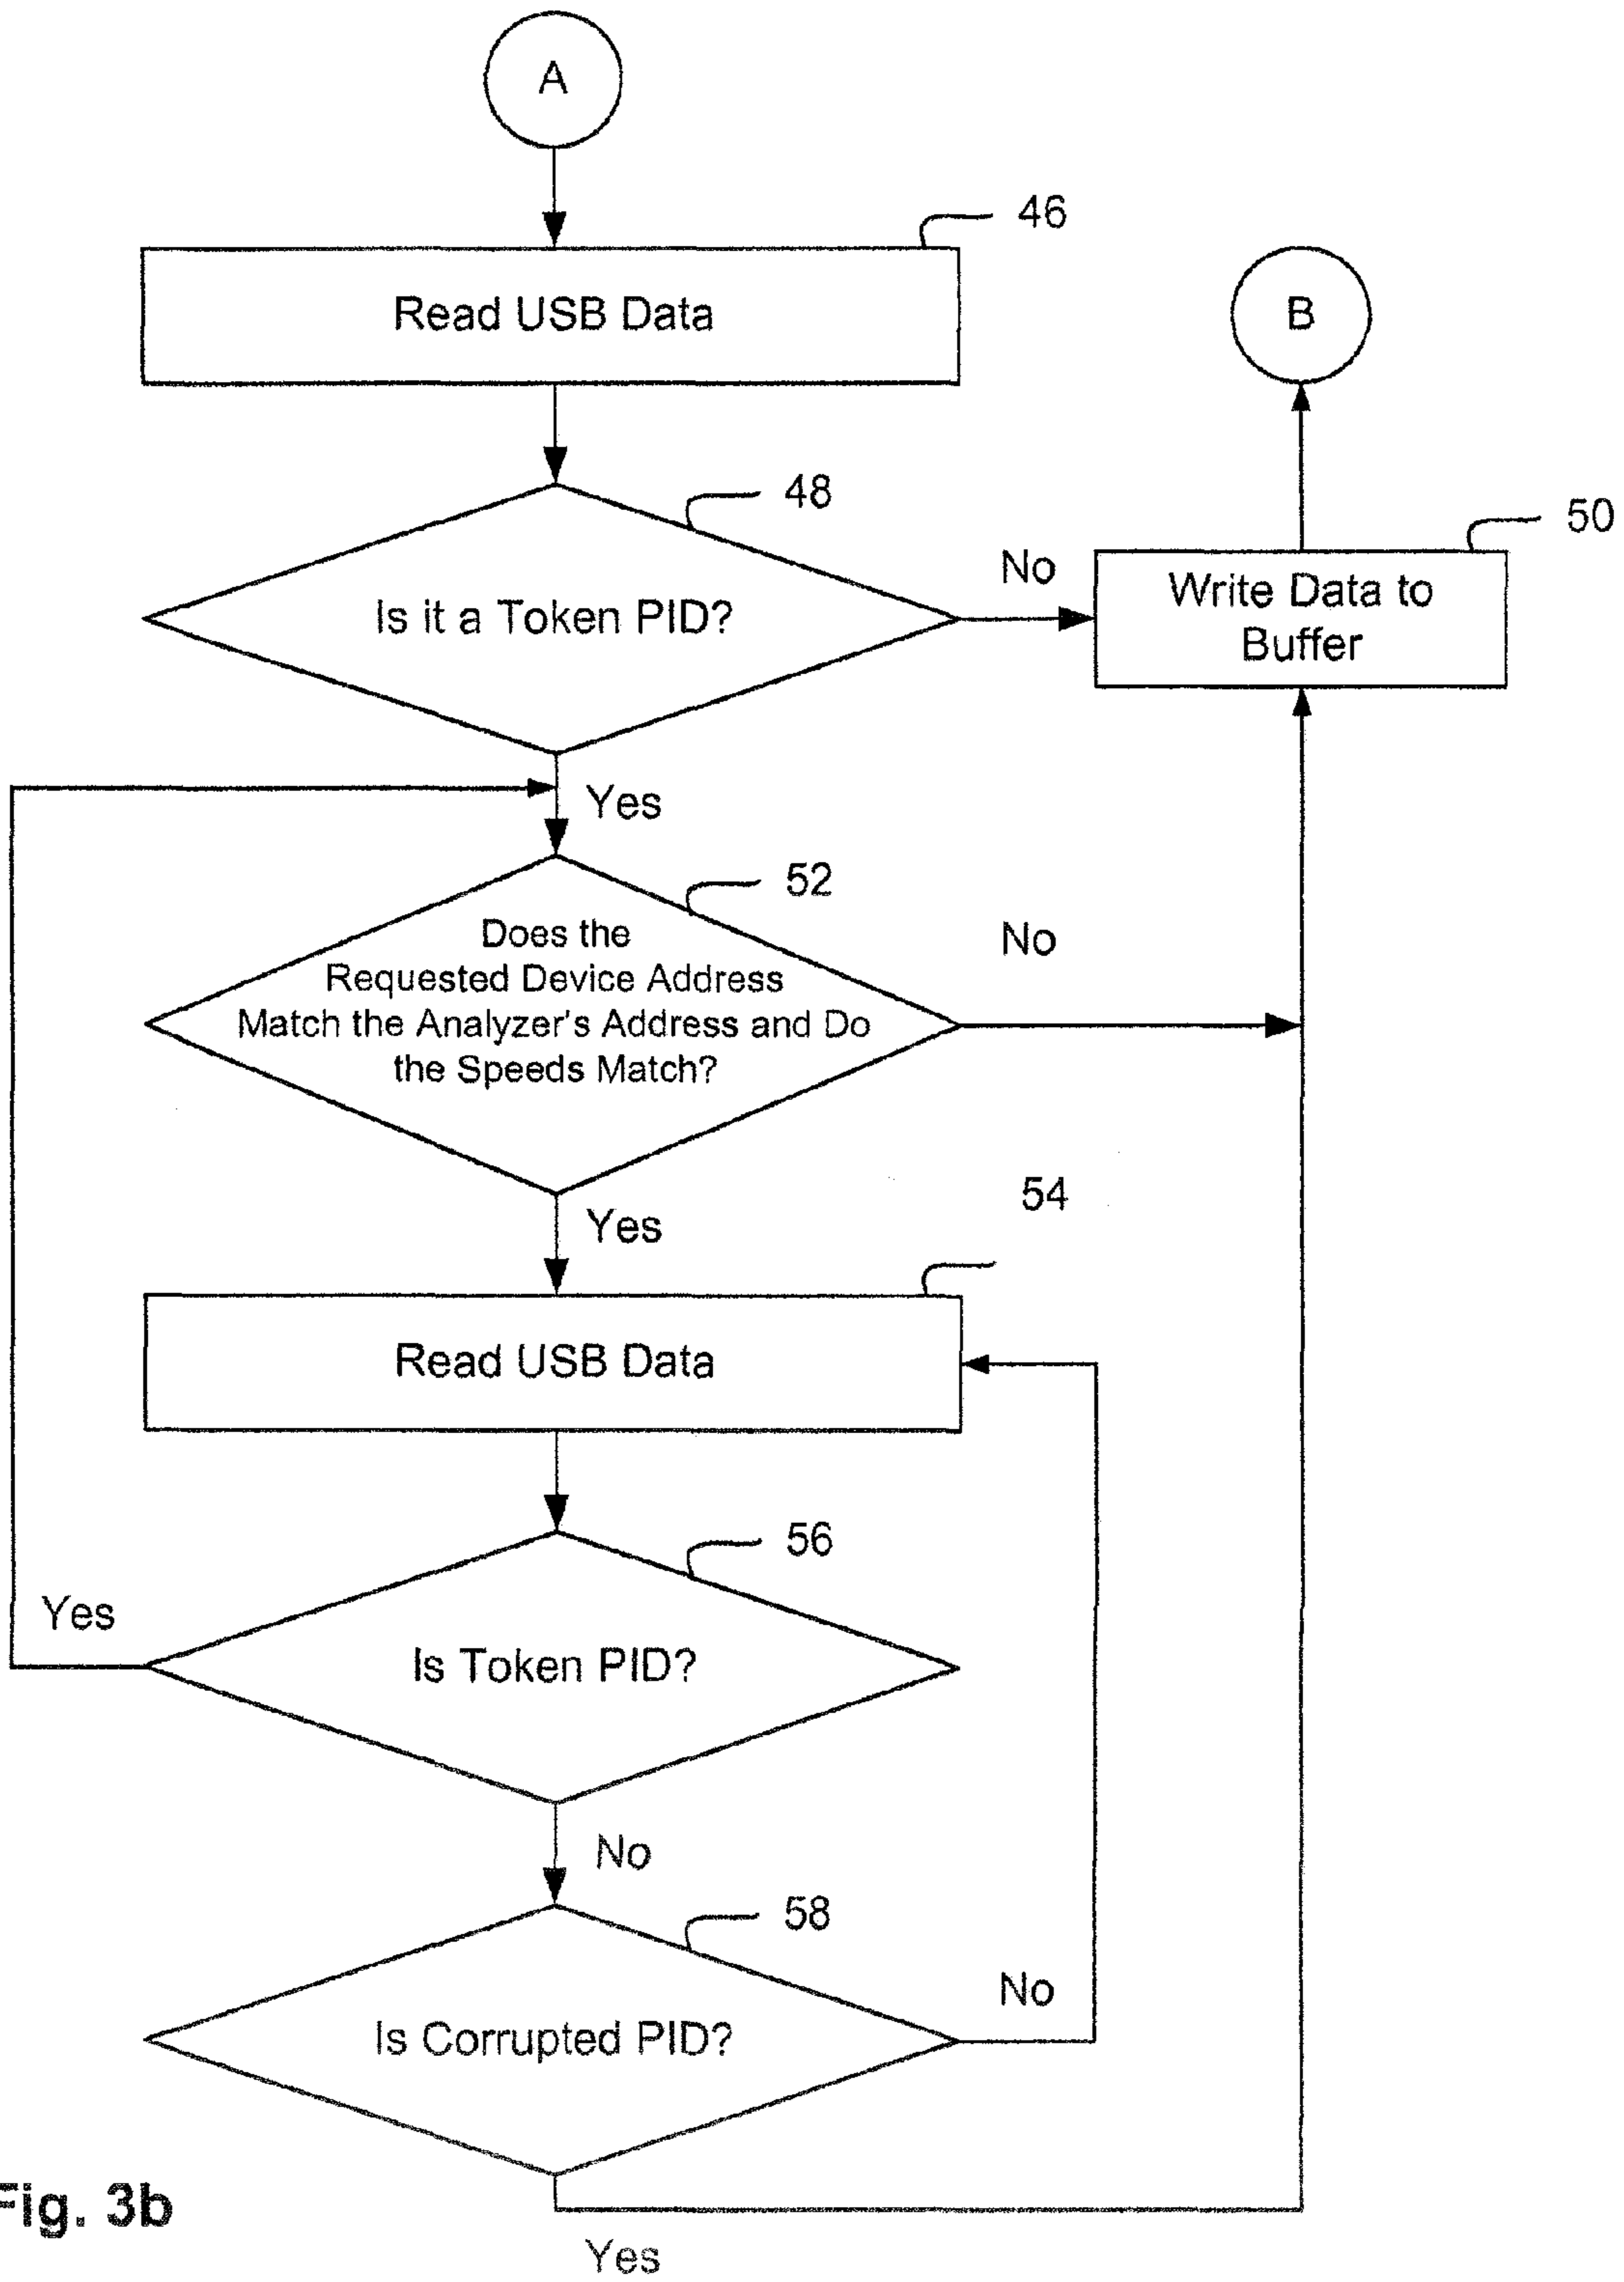 A
46
Read USB Data
B
48
50
No
Write Data to
Buffer
Is it a Token PID?
Yes
52
Does the
Requested Device Address
Match the Analyzer's Address and Do
the Speeds Match?
No
54
Yes
Read USB Data
56
Yes
Is Token PID?
No
58
No
Is Corrupted PID?
Fig. 3b
Yes